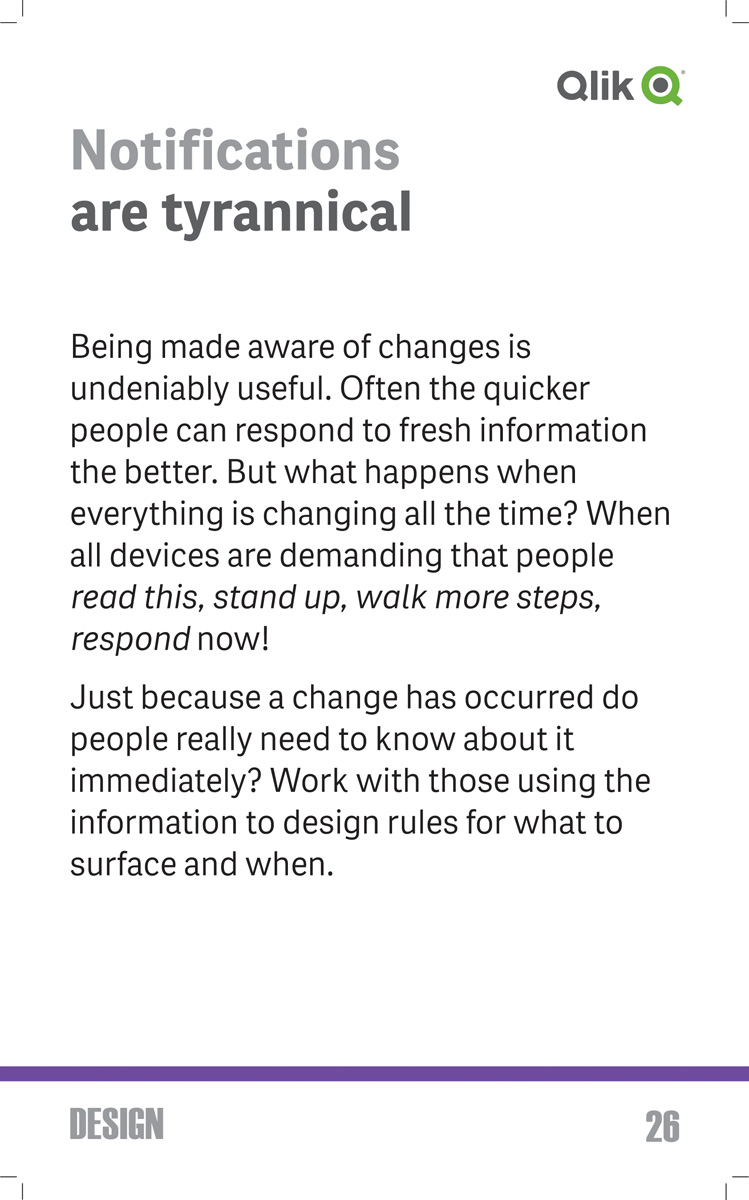 Qlik
Notifications
are tyrannical
Being made aware of changes is
undeniably useful. Often the quicker
people can respond to fresh information
the better. But what happens when
everything is changing all the time? When
all devices are demanding that people
read this, stand up, walk more steps,
respond now!
Just because a change has occurred do
people really need to know about it
immediately? Work with those using the
information to design rules for what to
surface and when.
DESIGN
26